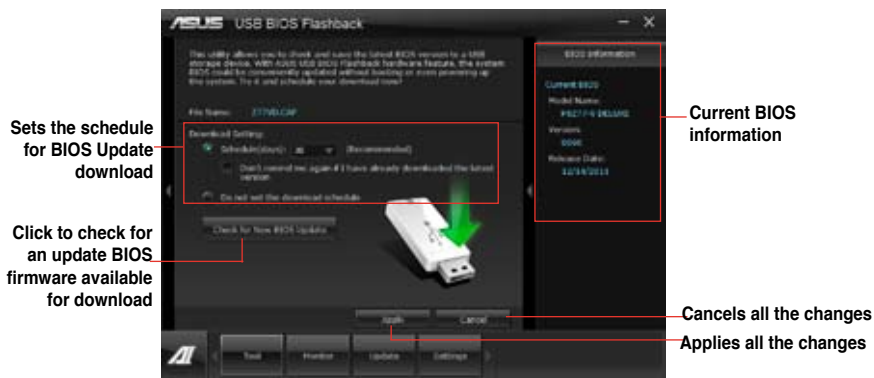 ASUS USB BIOS Flashback
This utility allows you to check and save the latest BIOS version to a USB
storage device. With ASUS USB BIOS Flashback hardware feature, the system
BIOS could be conveniently updated without booting or even powering up
the system. Try it and schedule your download now!
File Name: Z77VD.CAP
Download Setting:
Schedule(days): (Recommended)
Don't remind me again if I have already downloaded the latest
version
Do not set the download schedule
Check for New BIOS Update
Apply Cancel
Tool Monitor Update Settings
BIOS Information
Current BIOS
Model Name:
P8Z77-V DELUXE
Version:
Release Date:
Sets the schedule
for BIOS Update
download
Click to check for
an update BIOS
firmware available
for download
Current BIOS
information
Cancels all the changes
Applies all the changes